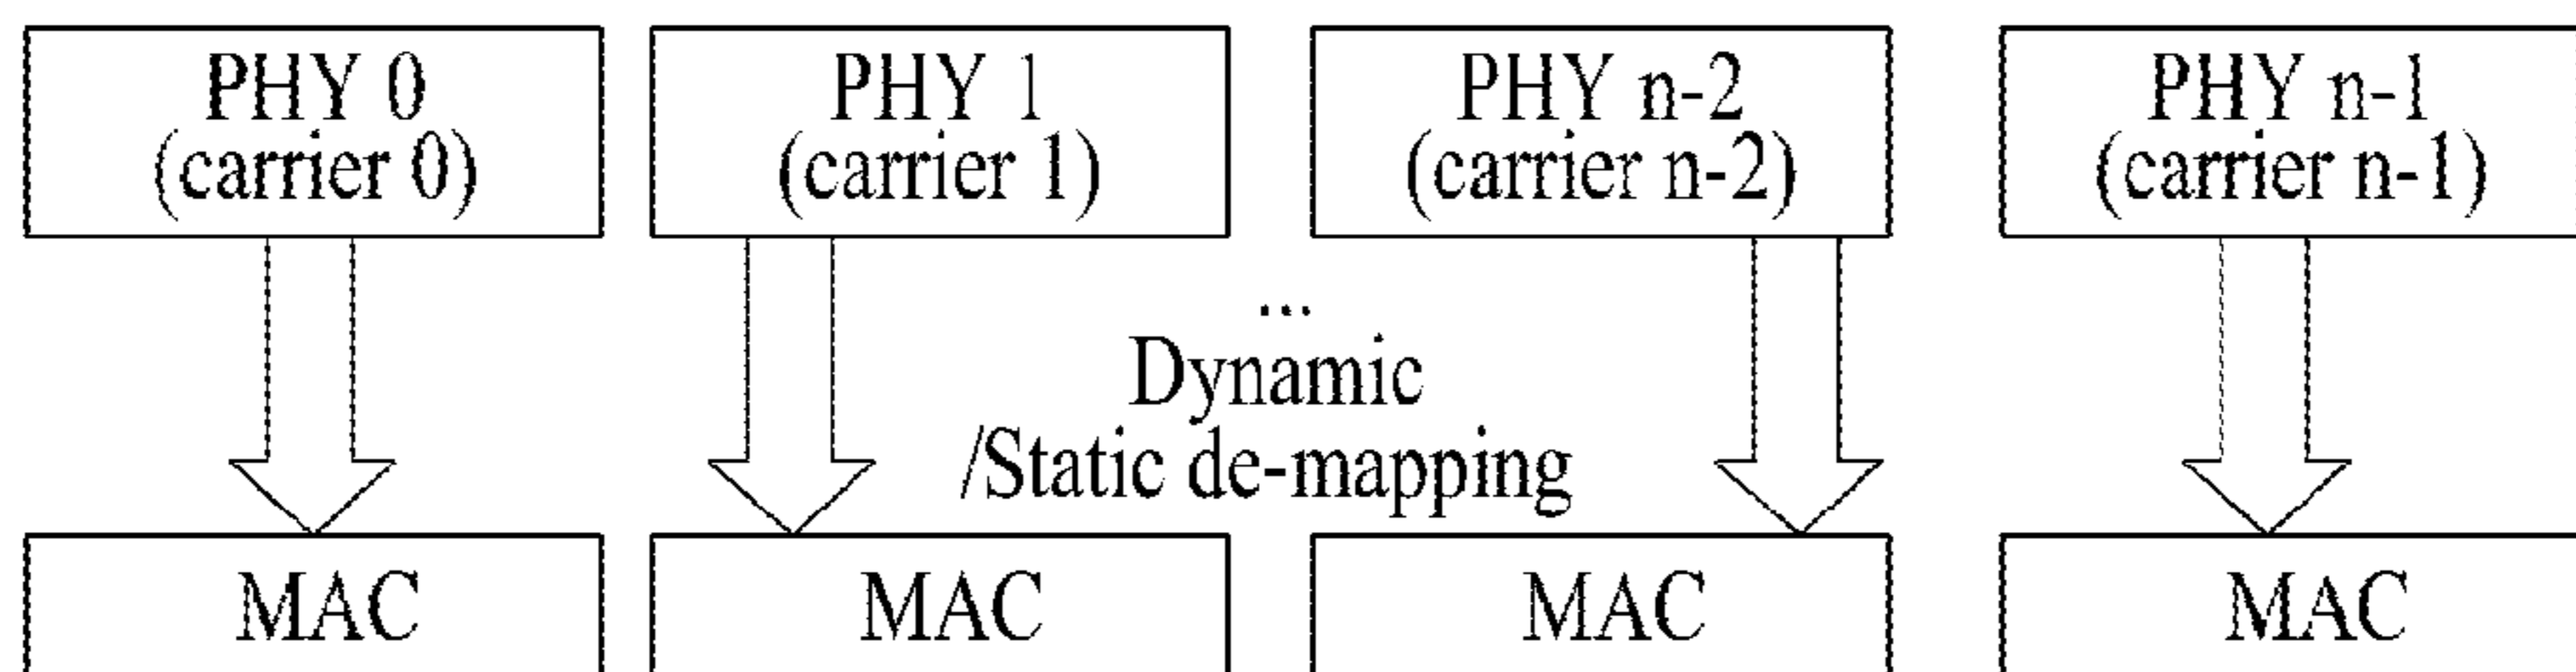 PHY 0
(carrier 0)
PHY 1
(carrier 1)
PHY n-2
(carrier n-2)
PHY n-1
(carrier n-1)
...
Dynamic
/Static de-mapping
MAC
MAC
MAC
MAC